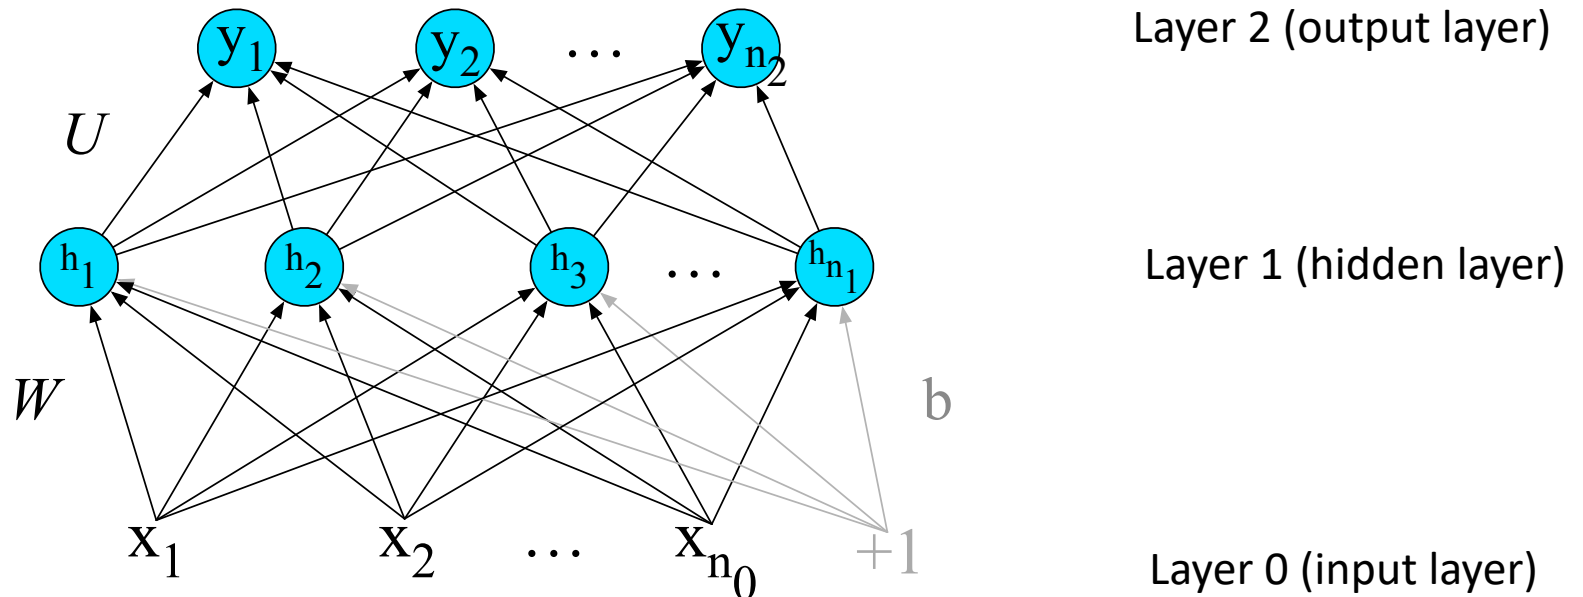 y₁ y₂ … yₙ₂ Layer 2 (output layer)
U
h₁ h₂ h₃ … hₙ₁ Layer 1 (hidden layer)
W b
x₁ x₂ … xₙ₀ +1
Layer 0 (input layer)